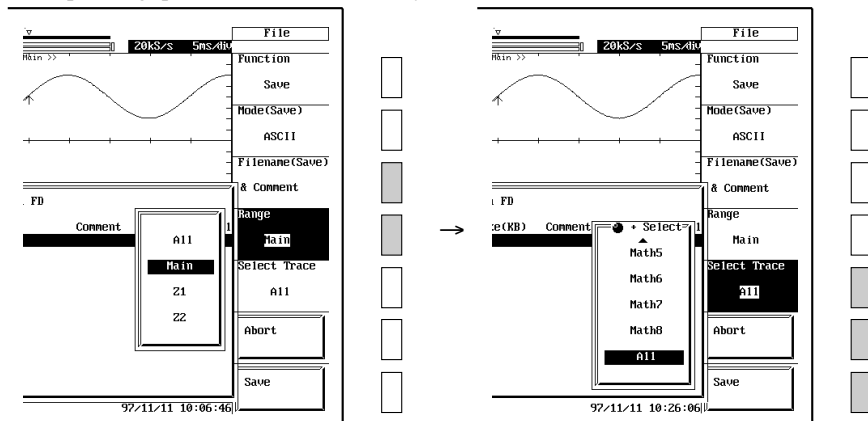 File
20kS/s 5ms/div
Main >>
Function
Save
Mode(Save)
ASCII
Filename(Save)
& Comment
FD
Range
Comment
Main
All
Main
Z1
Z2
Select Trace
All
Abort
Save
97/11/11 10:06:46
→
File
20kS/s 5ms/div
Main >>
Function
Save
Mode(Save)
ASCII
Filename(Save)
& Comment
FD
Range
Comment
Main
+ Select
Math5
Math6
Math7
Math8
All
Select Trace
All
Abort
Save
97/11/11 10:26:06